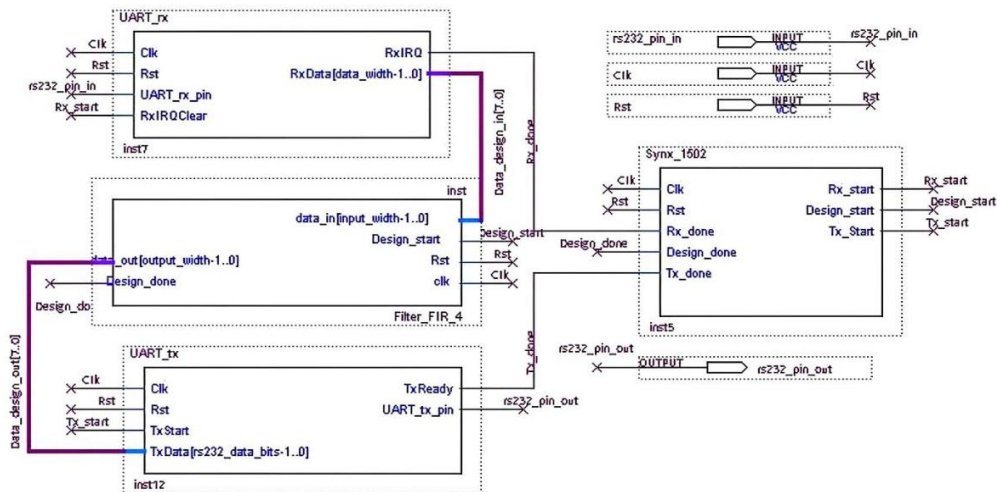 UART_rx
Clk
Rst
rs232_pin_in
Rx_start
Clk
Rst
UART_rx_pin
RxIRQClear
RxIRQ
RxData[data_width-1..0]
inst7
Data_design_in[7..0]
Rx_done
rs232_pin_in
INPUT
VCC
rs232_pin_in
Clk
INPUT
VCC
Clk
Rst
INPUT
VCC
Rst
inst
data_in[input_width-1..0]
Design_start
Rst
clk
Design_start
Rst
Clk
data_out[output_width-1..0]
Design_done
Design_do
Filter_FIR_4
Data_design_out[7..0]
Synx_1502
Clk
Rst
Design_done
Clk
Rst
Rx_done
Design_done
Tx_done
Rx_start
Design_start
Tx_Start
Rx_start
Design_start
Tx_start
inst5
UART_tx
Clk
Rst
Tx_start
Clk
Rst
TxStart
TxData[rs232_data_bits-1..0]
TxReady
UART_tx_pin
Tx_done
rs232_pin_out
inst12
rs232_pin_out
OUTPUT
rs232_pin_out